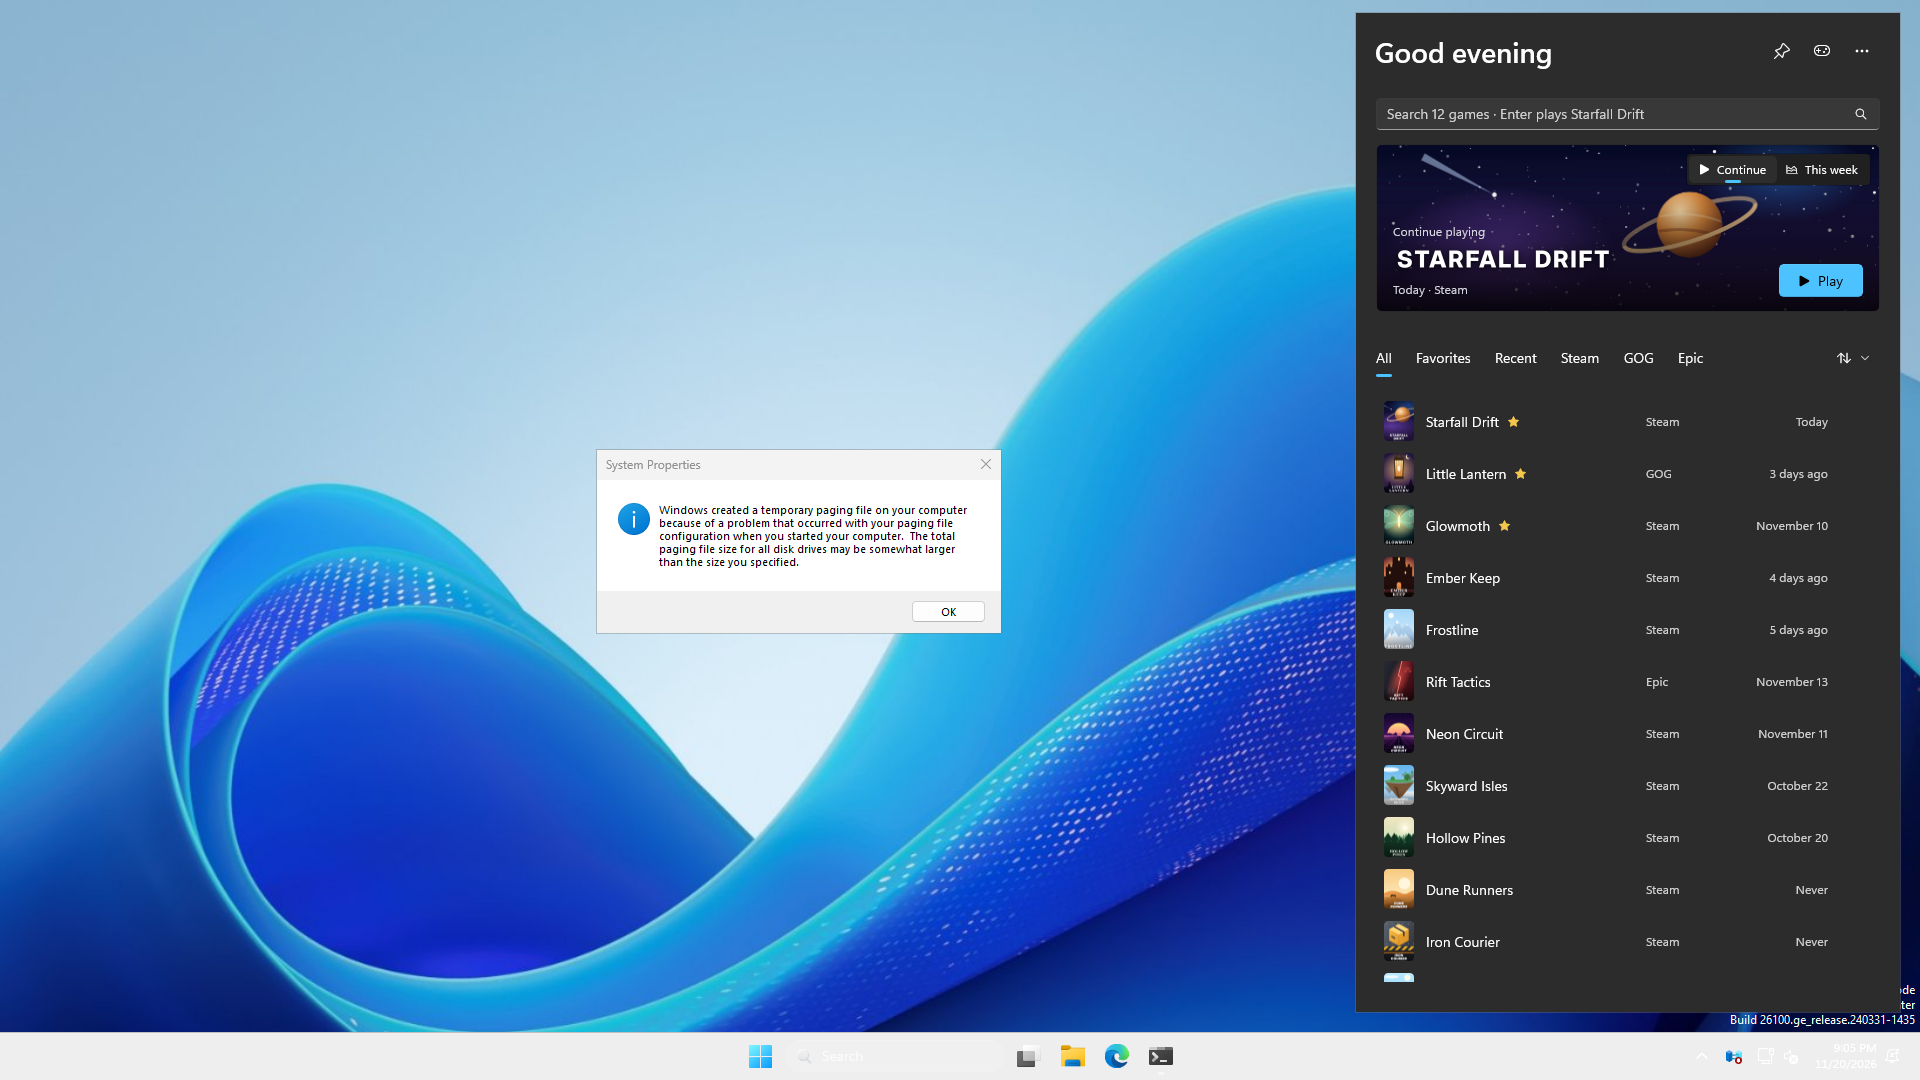 Good evening
Search 12 games · Enter plays Starfall Drift
Continue
This week
Continue playing
STARFALL DRIFT
Today · Steam
Play
All
Favorites
Recent
Steam
GOG
Epic
Starfall Drift
Steam
Today
Little Lantern
GOG
3 days ago
Glowmoth
Steam
November 10
Ember Keep
Steam
4 days ago
Frostline
Steam
5 days ago
Rift Tactics
Epic
November 13
Neon Circuit
Steam
November 11
Skyward Isles
Steam
October 22
Hollow Pines
Steam
October 20
Dune Runners
Steam
Never
Iron Courier
Steam
Never
System Properties
Windows created a temporary paging file on your computer
because of a problem that occurred with your paging file
configuration when you started your computer.  The total
paging file size for all disk drives may be somewhat larger
than the size you specified.
OK
Build 26100.ge_release.240331-1435
Search
9:05 PM
11/20/2026